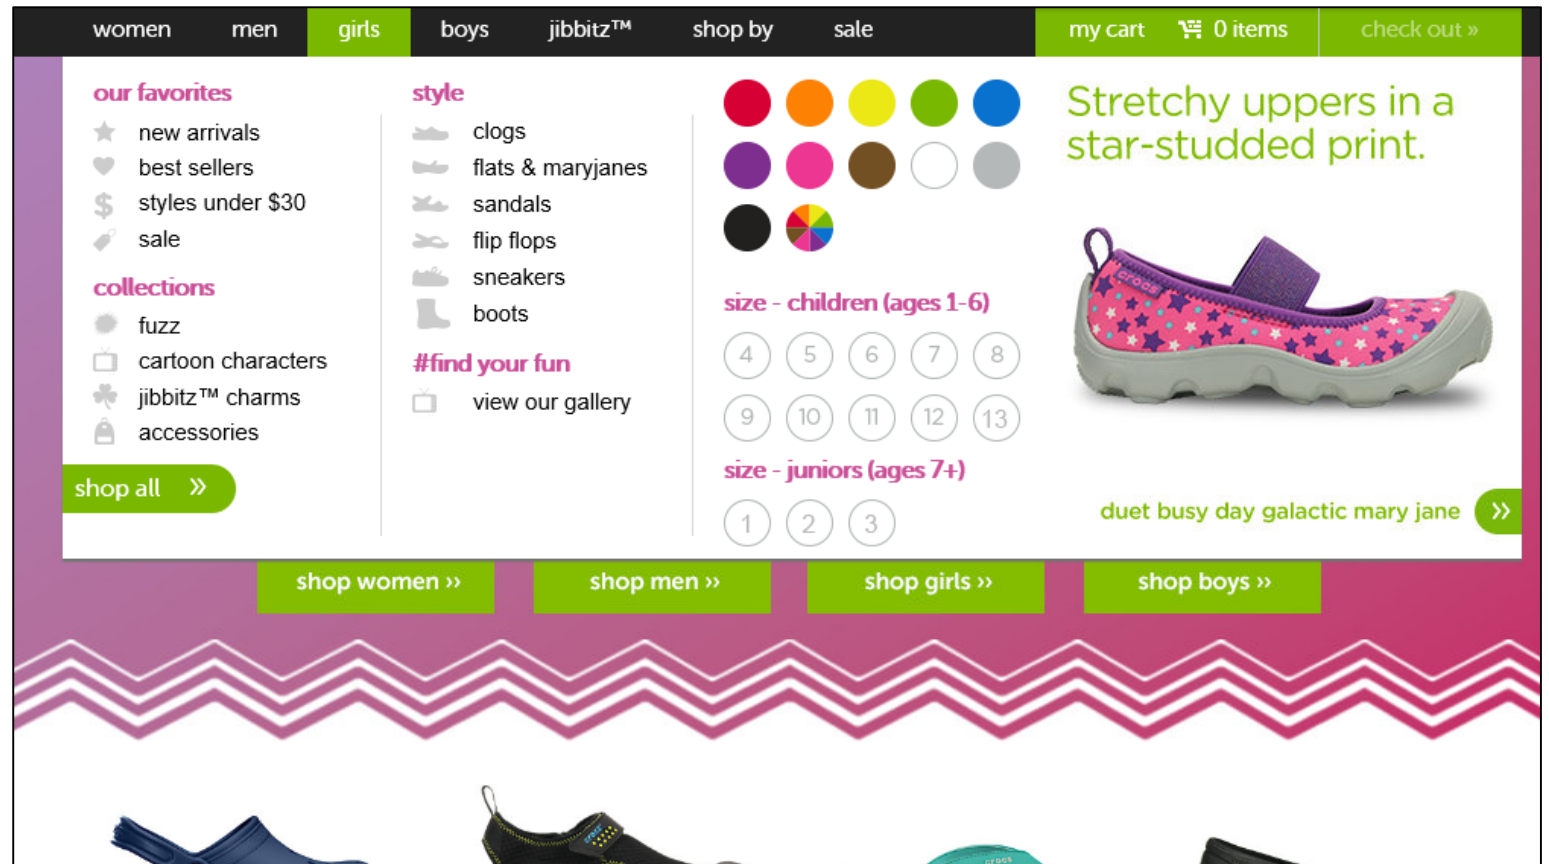 women men girls boys jibbitz™ shop by sale my cart 0 items check out »
our favorites
new arrivals
best sellers
styles under $30
sale
collections
fuzz
cartoon characters
jibbitz™ charms
accessories
shop all »
style
clogs
flats & maryjanes
sandals
flip flops
sneakers
boots
#find your fun
view our gallery
size - children (ages 1-6)
4 5 6 7 8
9 10 11 12 13
size - juniors (ages 7+)
1 2 3
Stretchy uppers in a
star-studded print.
crocs
duet busy day galactic mary jane »
shop women ›› shop men ›› shop girls ›› shop boys ››
crocs
crocs